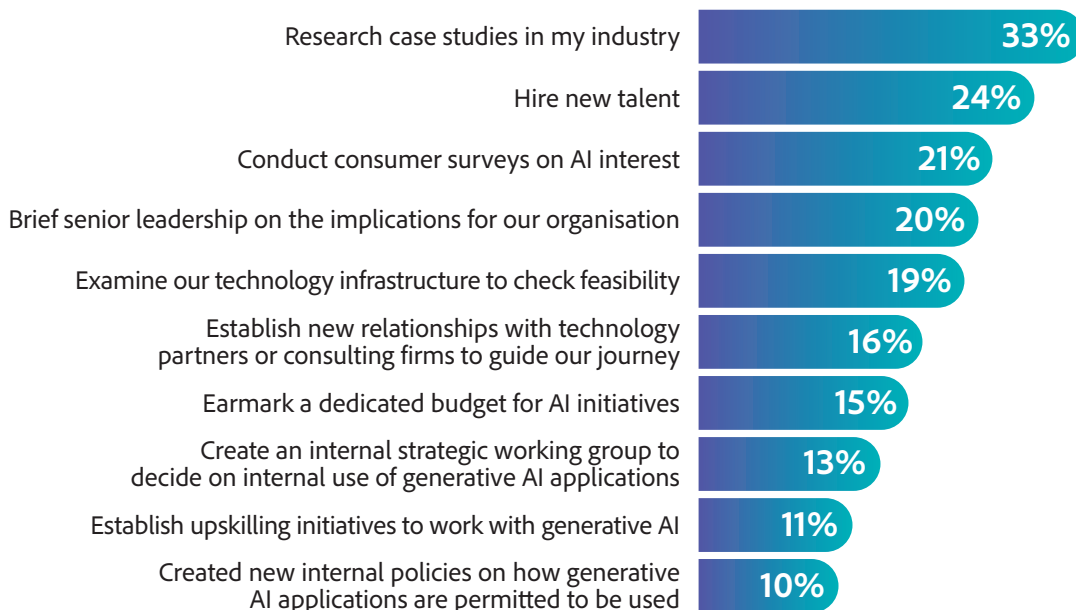 Research case studies in my industry 33%
Hire new talent 24%
Conduct consumer surveys on AI interest 21%
Brief senior leadership on the implications for our organisation 20%
Examine our technology infrastructure to check feasibility 19%
Establish new relationships with technology
partners or consulting firms to guide our journey 16%
Earmark a dedicated budget for AI initiatives 15%
Create an internal strategic working group to
decide on internal use of generative AI applications 13%
Establish upskilling initiatives to work with generative AI 11%
Created new internal policies on how generative
AI applications are permitted to be used 10%